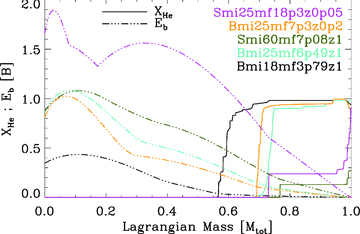 2.0
1.5
1.0
0.5
0.0
X_He ; E_b [B]
X_He
E_b
Smi25mf18p3z0p05
Bmi25mf7p3z0p2
Smi60mf7p08z1
Bmi25mf6p49z1
Bmi18mf3p79z1
0.0 0.2 0.4 0.6 0.8 1.0
Lagrangian Mass [M_tot]